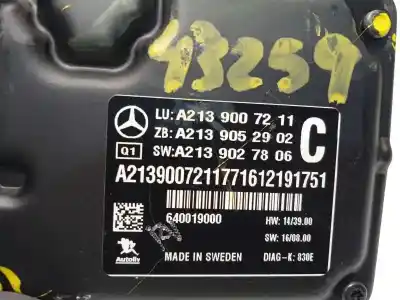 43259
LU: A213 900 72 11
ZB: A213 905 29 02
Q1
SW: A213 902 78 06
C
A2139007211771612191751
640019000
HW: 14/39.00
SW: 16/08.00
Autoliv
MADE IN SWEDEN
DIAG-K: 830E